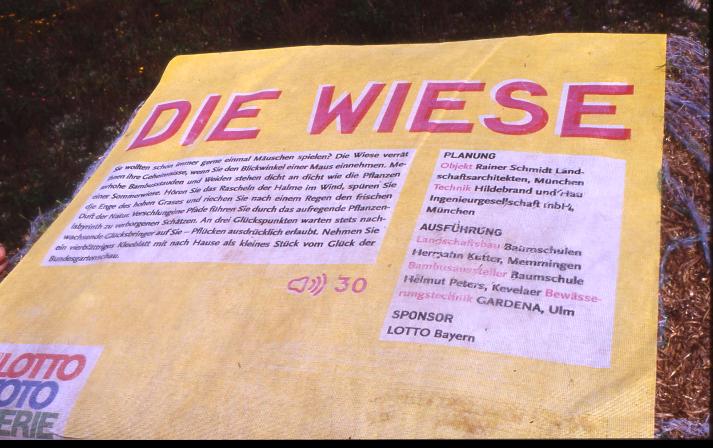 DIE WIESE
Sie wollten schon immer gerne einmal Mäuschen spielen? Die Wiese verrät
Ihnen ihre Geheimnisse, wenn Sie den Blickwinkel einer Maus einnehmen. Me-
terhohe Bambusstauden und Weiden stehen dicht an dicht wie die Pflanzen
einer Sommerwiese. Hören Sie das Rascheln der Halme im Wind, spüren Sie
die Enge des hohen Grases und riechen Sie nach einem Regen den frischen
Duft der Natur. Verschlungene Pfade führen Sie durch das aufregende Pflanzen-
labyrinth zu verborgenen Schätzen. An drei Glückspunkten warten stets nach-
wachsende Glücksbringer auf Sie – Pflücken ausdrücklich erlaubt. Nehmen Sie
ein vierblättriges Kleeblatt mit nach Hause als kleines Stück vom Glück der
Bundesgartenschau.
30
PLANUNG
Objekt Rainer Schmidt Land-
schaftsarchitekten, München
Technik Hildebrand und Hau
Ingenieurgesellschaft mbH,
München
AUSFÜHRUNG
Landschaftsbau Baumschulen
Hermann Kutter, Memmingen
Bambusaussteller Baumschule
Helmut Peters, Kevelaer Bewässe-
rungstechnik GARDENA, Ulm
SPONSOR
LOTTO Bayern
LOTTO
OTO
ERIE